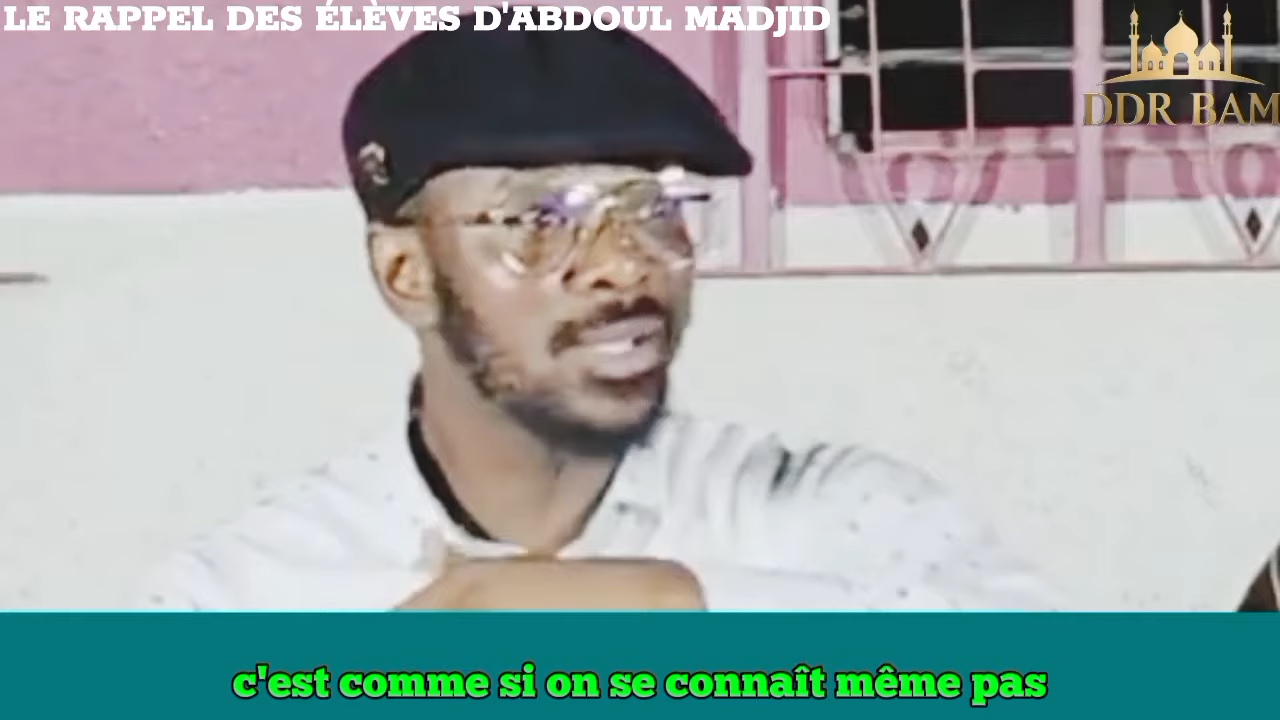 LE RAPPEL DES ÉLÈVES D'ABDOUL MADJID
DDR BAM
c'est comme si on se connaît même pas